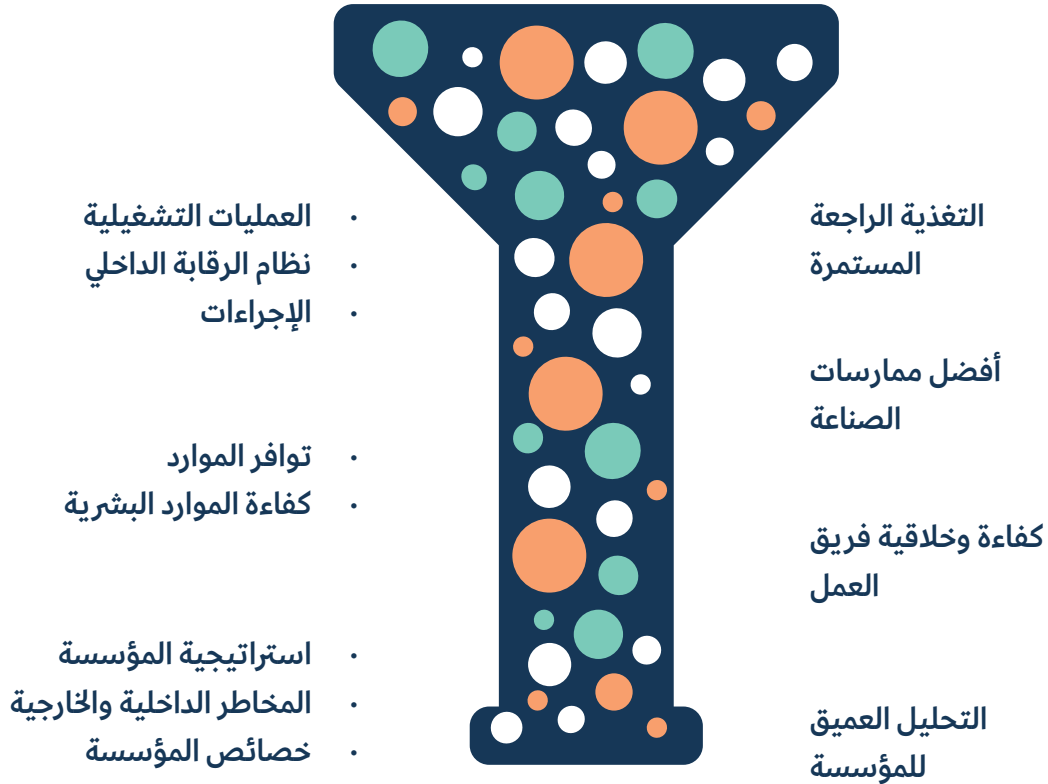 التغذية الراجعة
المستمرة
أفضل ممارسات
الصناعة
كفاءة وخلاقية فريق
العمل
التحليل العميق
للمؤسسة
• العمليات التشغيلية
• نظام الرقابة الداخلي
• الإجراءات
• توافر الموارد
• كفاءة الموارد البشرية
• استراتيجية المؤسسة
• المخاطر الداخلية والخارجية
• خصائص المؤسسة